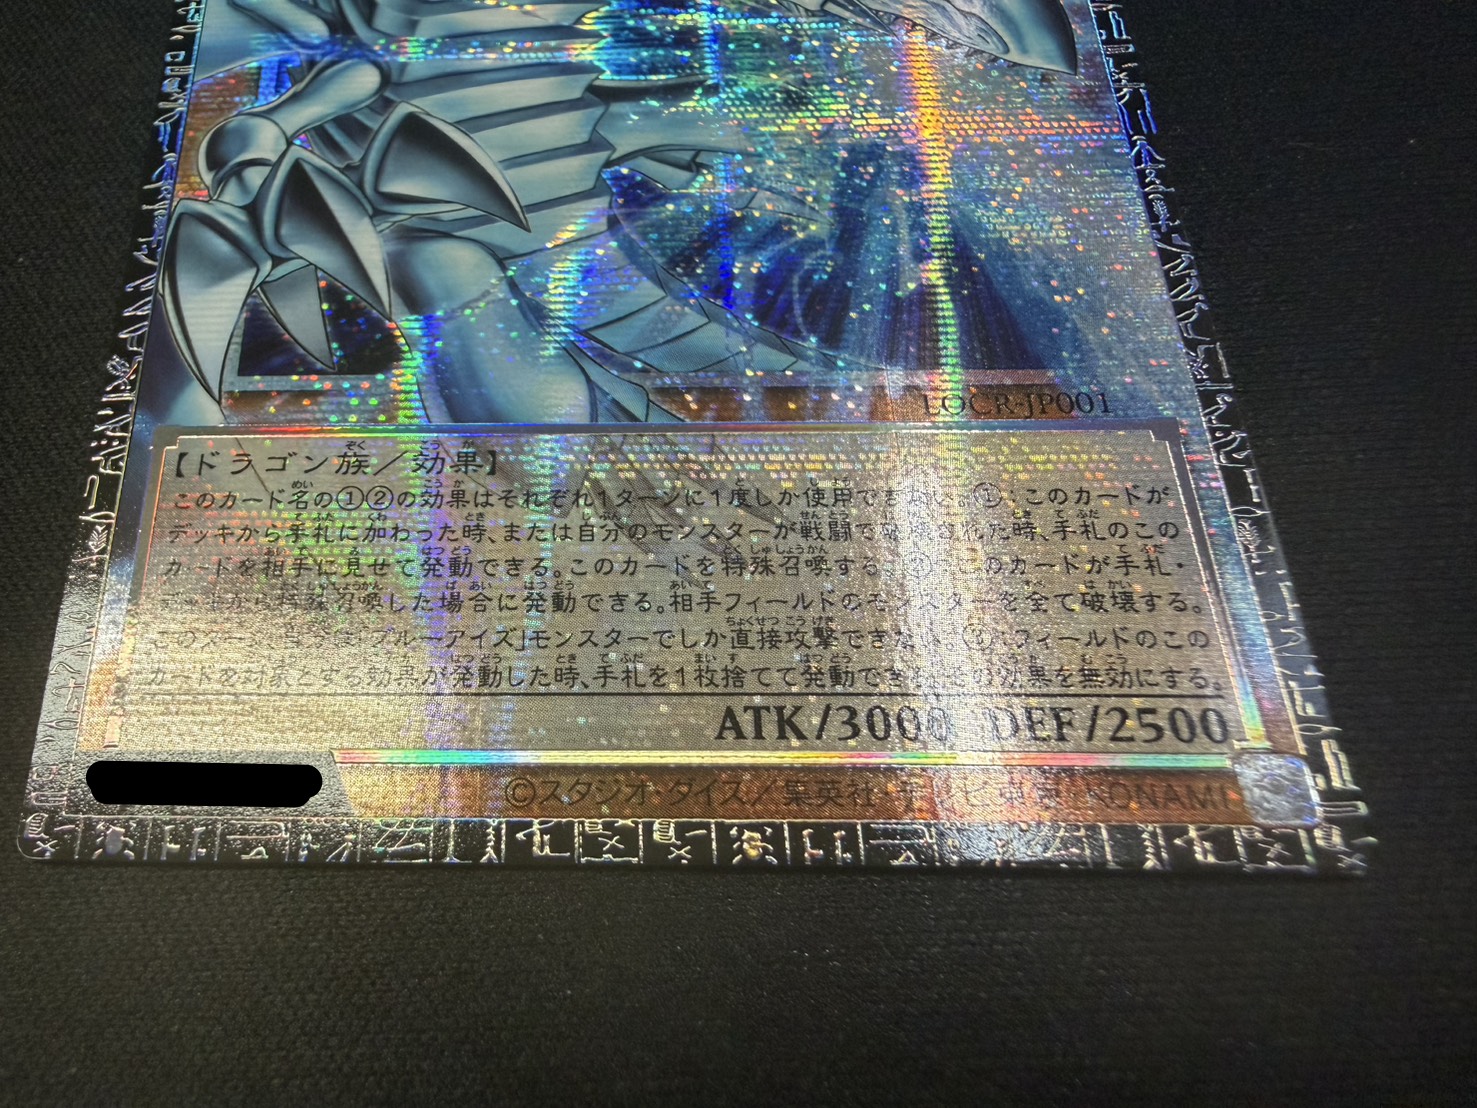 LOCR-JP001
【ドラゴン族／効果】
このカード名の①②の効果はそれぞれ1ターンに1度しか使用できない。①：このカードが
デッキから手札に加わった時、または自分のモンスターが戦闘で破壊された時、手札のこの
カードを相手に見せて発動できる。このカードを特殊召喚する。②：このカードが手札・
デッキから特殊召喚した場合に発動できる。相手フィールドのモンスターを全て破壊する。
このターン、「ブルーアイズ」モンスターでしか直接攻撃できない。③：フィールドのこの
カードを対象とする効果が発動した時、手札を1枚捨てて発動できる。その効果を無効にする。
ATK/3000 DEF/2500
©スタジオ・ダイス／集英社・テレビ東京・KONAMI